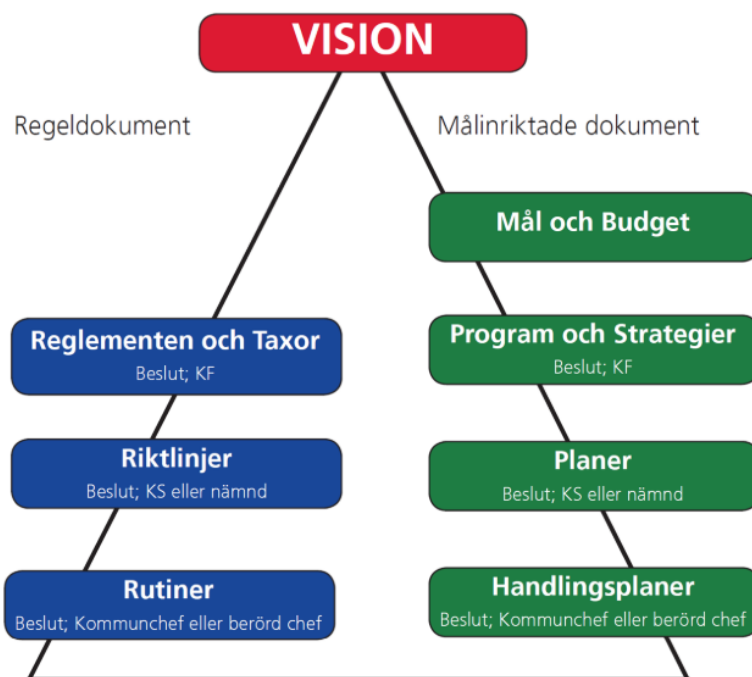 VISION
Regeldokument
Målinriktade dokument
Mål och Budget
Reglementen och Taxor
Beslut; KF
Program och Strategier
Beslut; KF
Riktlinjer
Beslut; KS eller nämnd
Planer
Beslut; KS eller nämnd
Rutiner
Beslut; Kommunchef eller berörd chef
Handlingsplaner
Beslut; Kommunchef eller berörd chef